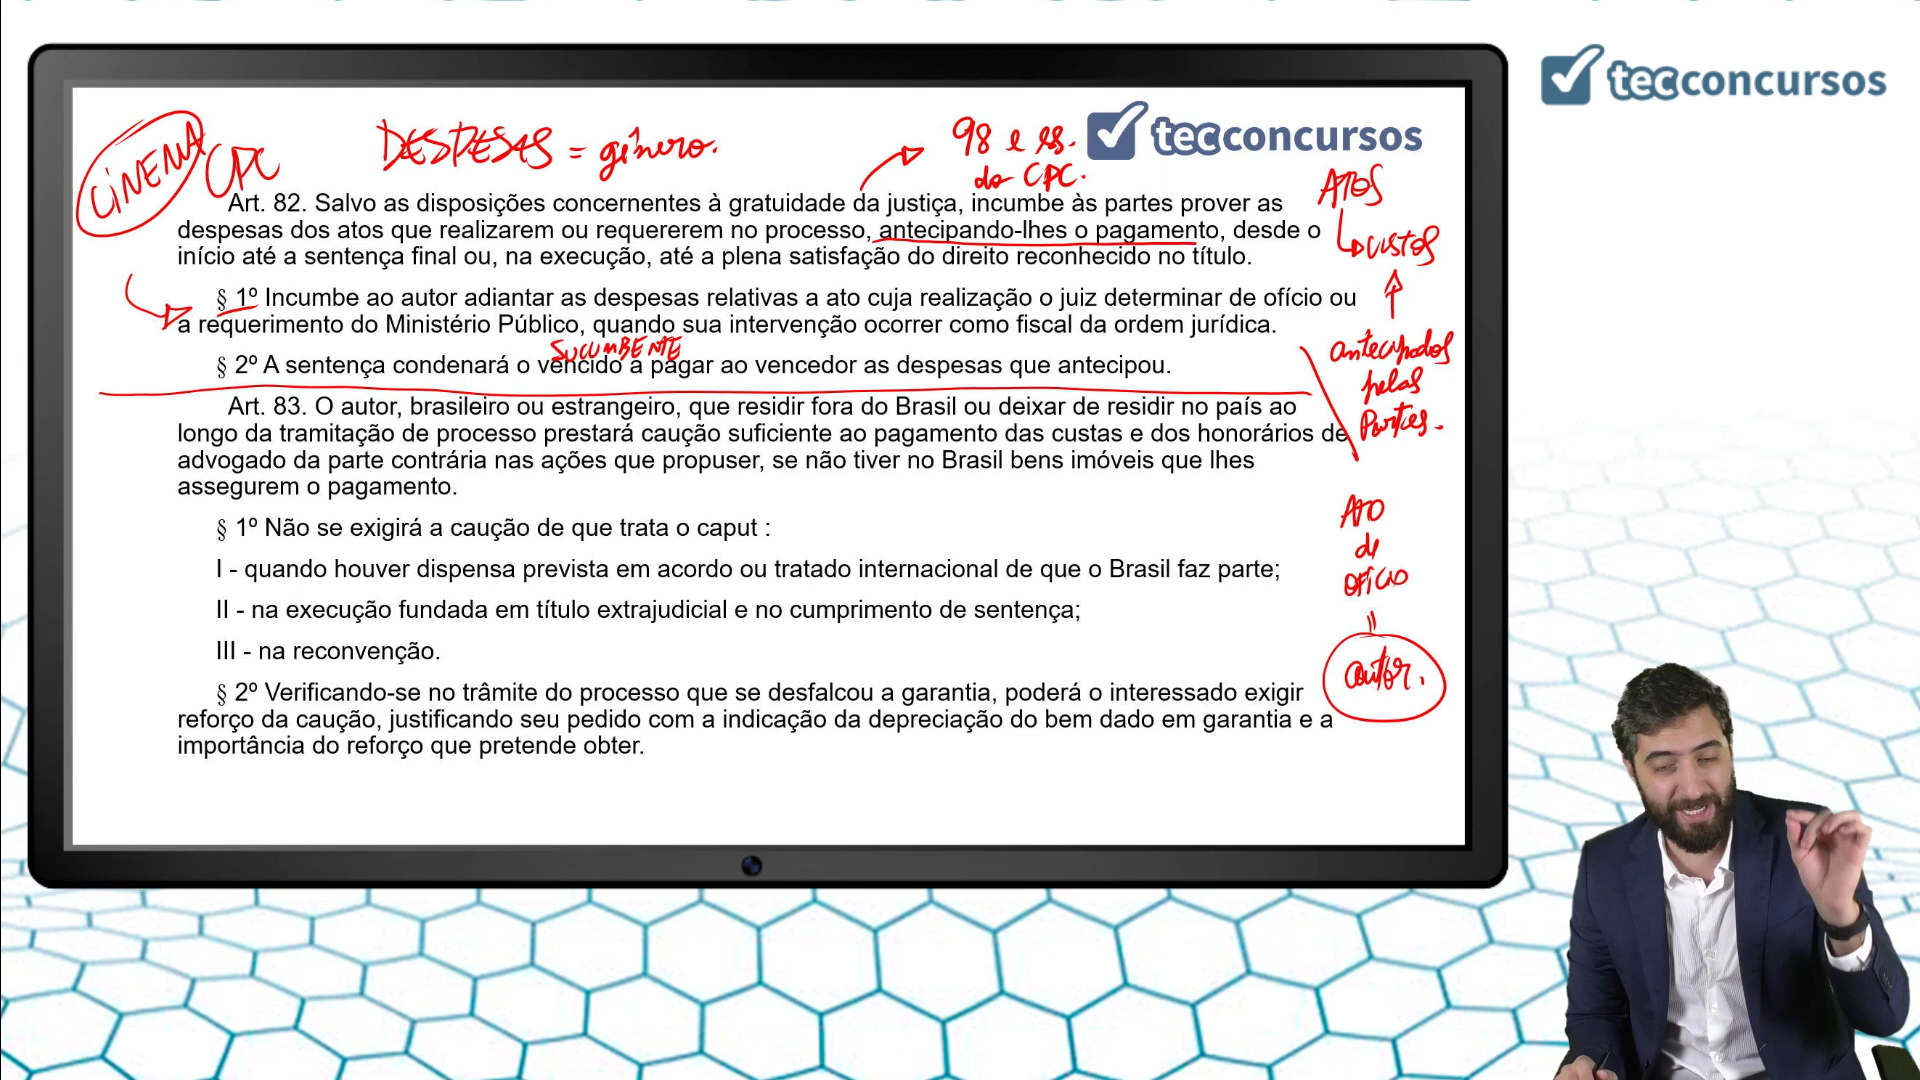 tecconcursos
CINEMA
CPC
DESPESAS = gênero.
98 e ss.
do CPC.
tecconcursos
Art. 82. Salvo as disposições concernentes à gratuidade da justiça, incumbe às partes prover as
despesas dos atos que realizarem ou requererem no processo, antecipando-lhes o pagamento, desde o
início até a sentença final ou, na execução, até a plena satisfação do direito reconhecido no título.
§ 1º Incumbe ao autor adiantar as despesas relativas a ato cuja realização o juiz determinar de ofício ou
a requerimento do Ministério Público, quando sua intervenção ocorrer como fiscal da ordem jurídica.
SUCUMBENTE
§ 2º A sentença condenará o vencido a pagar ao vencedor as despesas que antecipou.
Art. 83. O autor, brasileiro ou estrangeiro, que residir fora do Brasil ou deixar de residir no país ao
longo da tramitação de processo prestará caução suficiente ao pagamento das custas e dos honorários de
advogado da parte contrária nas ações que propuser, se não tiver no Brasil bens imóveis que lhes
assegurem o pagamento.
§ 1º Não se exigirá a caução de que trata o caput :
I - quando houver dispensa prevista em acordo ou tratado internacional de que o Brasil faz parte;
II - na execução fundada em título extrajudicial e no cumprimento de sentença;
III - na reconvenção.
§ 2º Verificando-se no trâmite do processo que se desfalcou a garantia, poderá o interessado exigir
reforço da caução, justificando seu pedido com a indicação da depreciação do bem dado em garantia e a
importância do reforço que pretende obter.
ATOS
custos
antecipados
pelas
Partes.
ATO
de
OFÍCIO
=
autor.